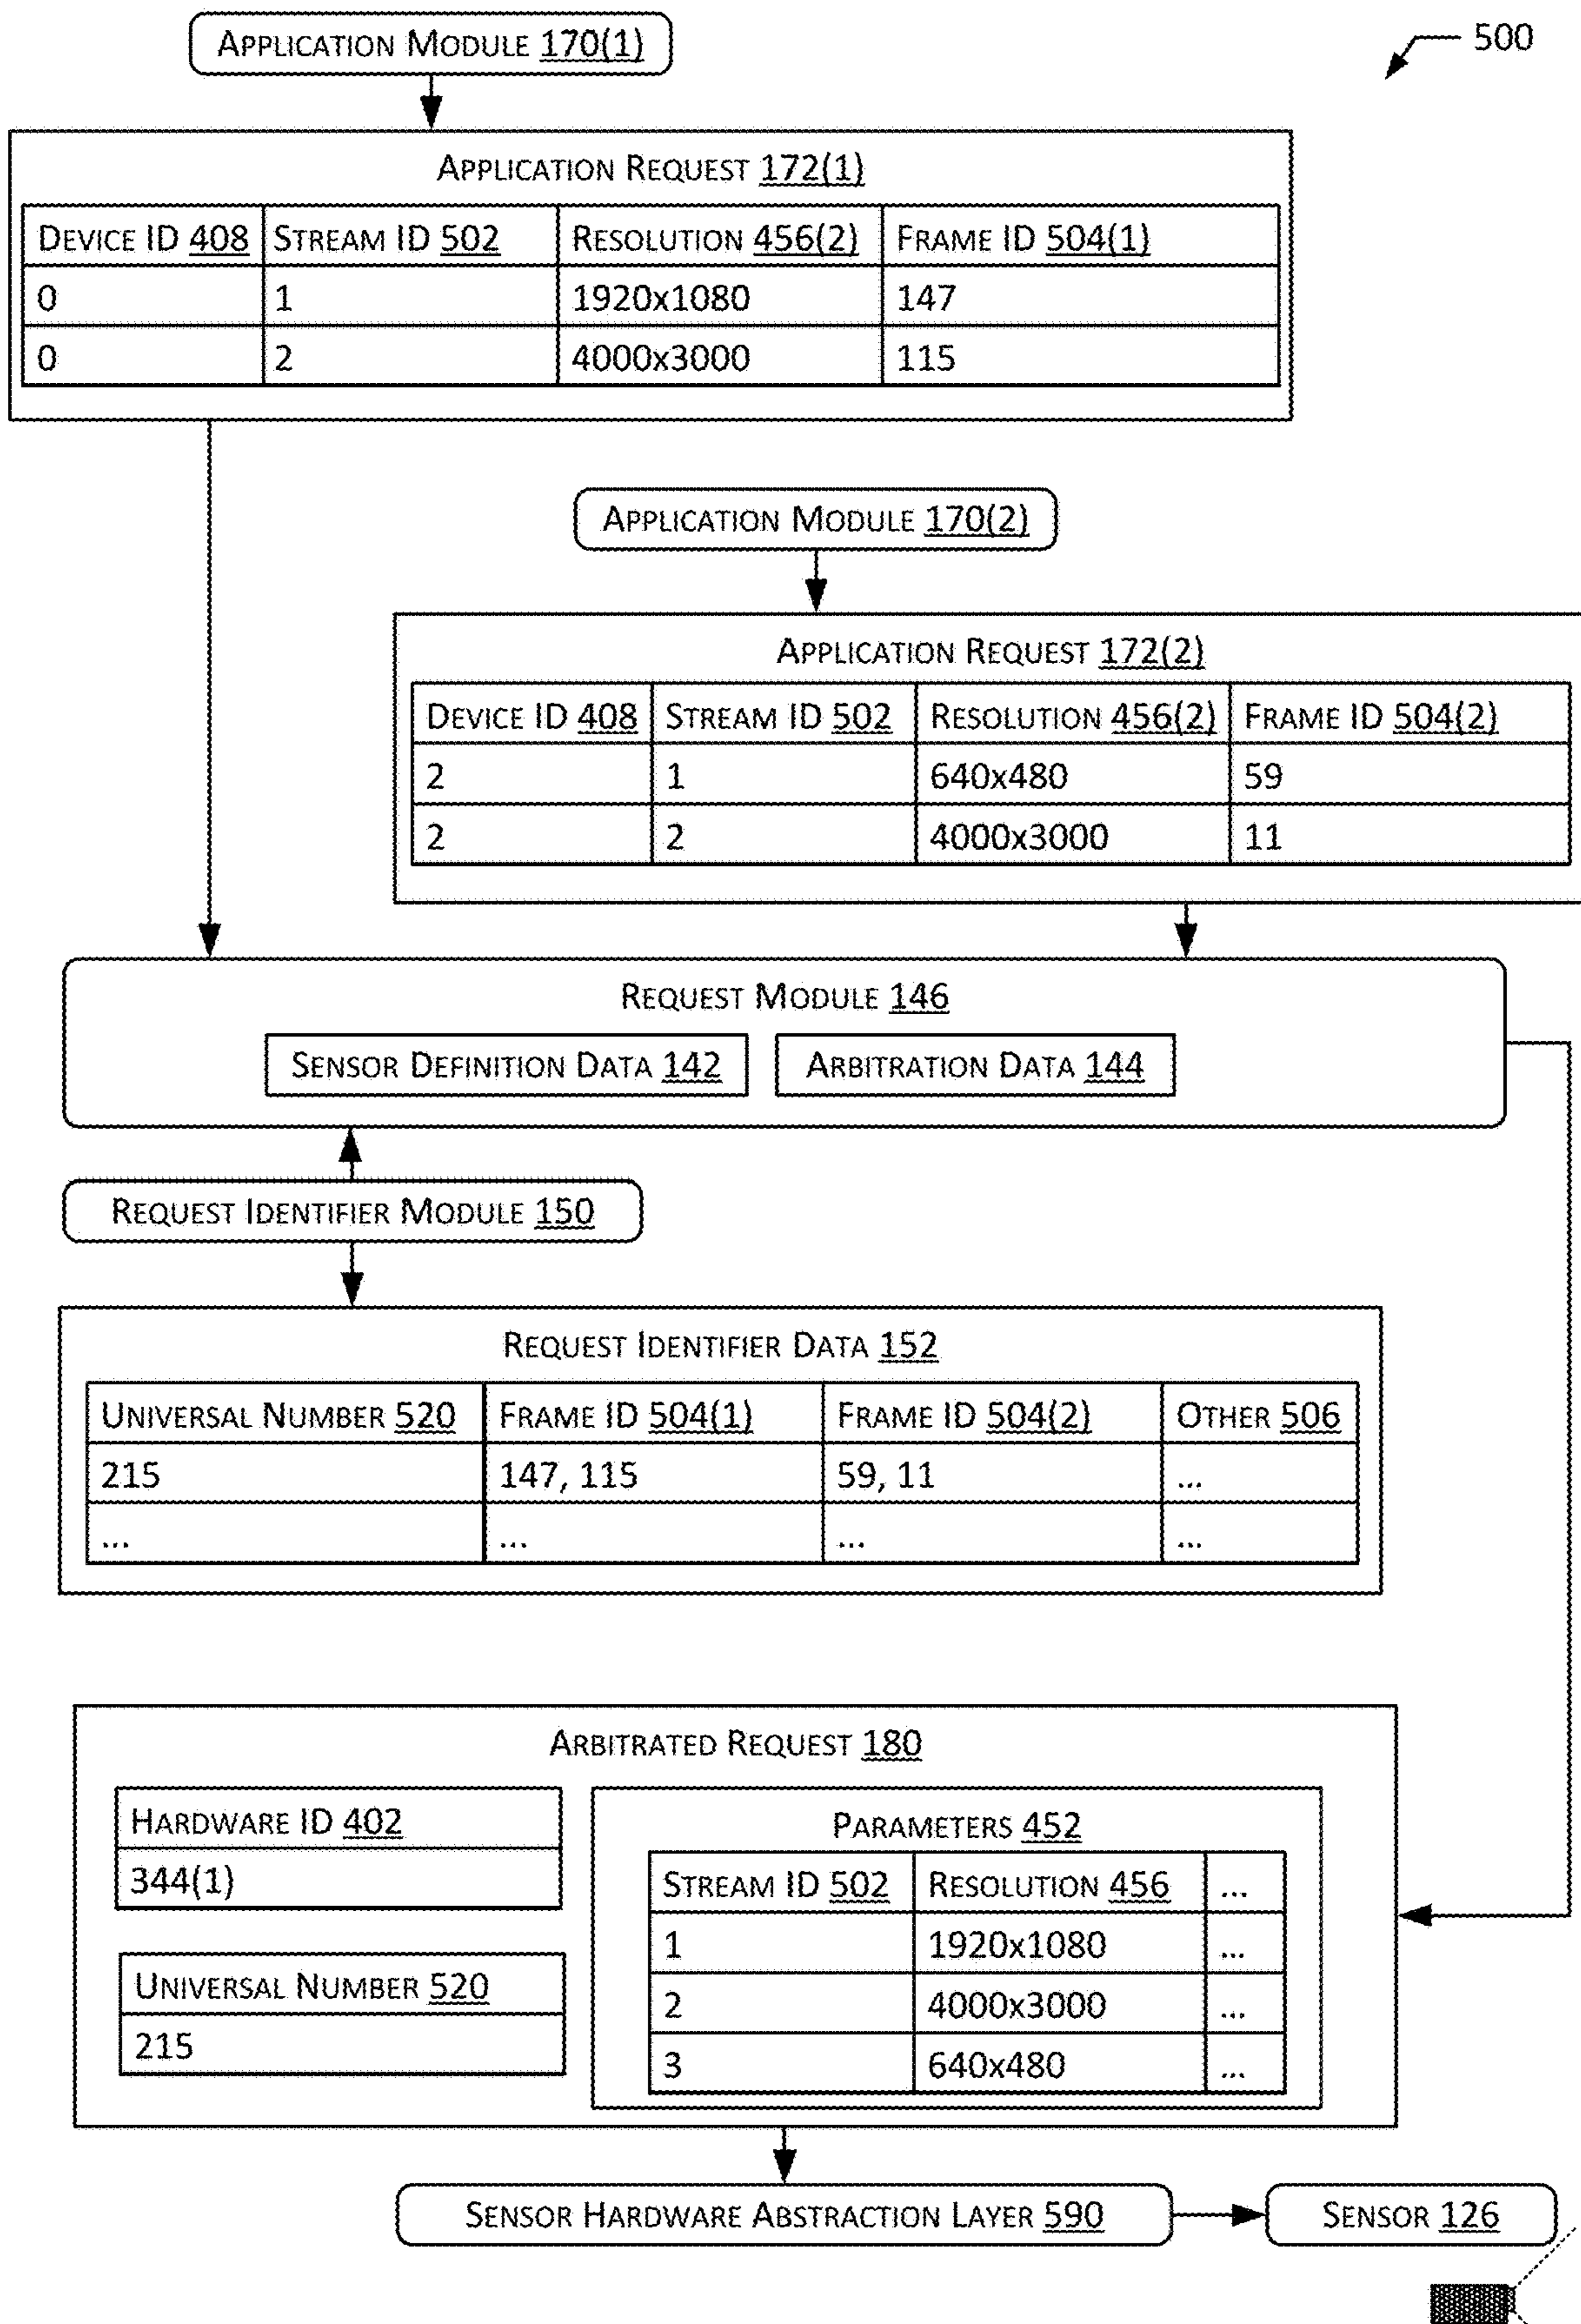 APPLICATION MODULE 170(1)
500
APPLICATION REQUEST 172(1)
DEVICE ID 408 STREAM ID 502 RESOLUTION 456(2) FRAME ID 504(1)
0 1 1920x1080 147
0 2 4000x3000 115
APPLICATION MODULE 170(2)
APPLICATION REQUEST 172(2)
DEVICE ID 408 STREAM ID 502 RESOLUTION 456(2) FRAME ID 504(2)
2 1 640x480 59
2 2 4000x3000 11
REQUEST MODULE 146
SENSOR DEFINITION DATA 142 ARBITRATION DATA 144
REQUEST IDENTIFIER MODULE 150
REQUEST IDENTIFIER DATA 152
UNIVERSAL NUMBER 520 FRAME ID 504(1) FRAME ID 504(2) OTHER 506
215 147, 115 59, 11 ...
... ... ... ...
ARBITRATED REQUEST 180
HARDWARE ID 402
344(1)
UNIVERSAL NUMBER 520
215
PARAMETERS 452
STREAM ID 502 RESOLUTION 456 ...
1 1920x1080 ...
2 4000x3000 ...
3 640x480 ...
SENSOR HARDWARE ABSTRACTION LAYER 590 SENSOR 126